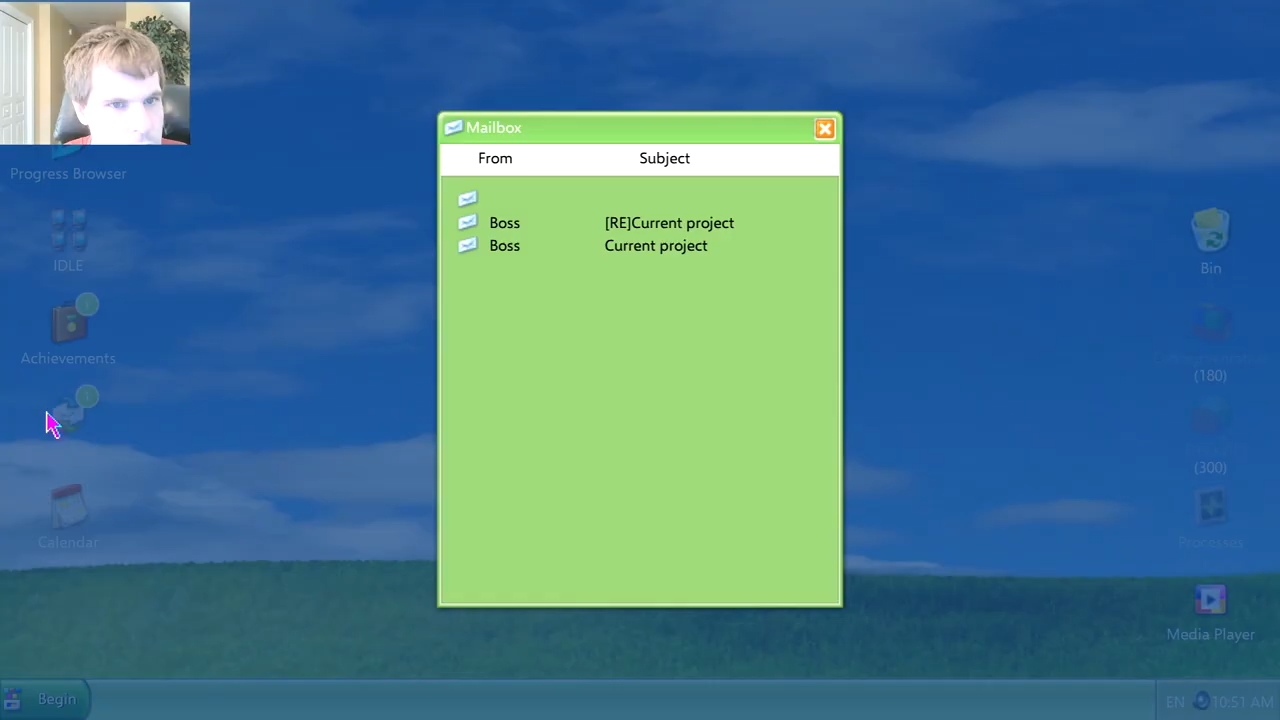 Mailbox
From Subject
Boss [RE]Current project
Boss Current project
Progress Browser
IDLE
Achievements
Calendar
Bin
(180)
(300)
Processes
Media Player
Begin
EN 10:51 AM